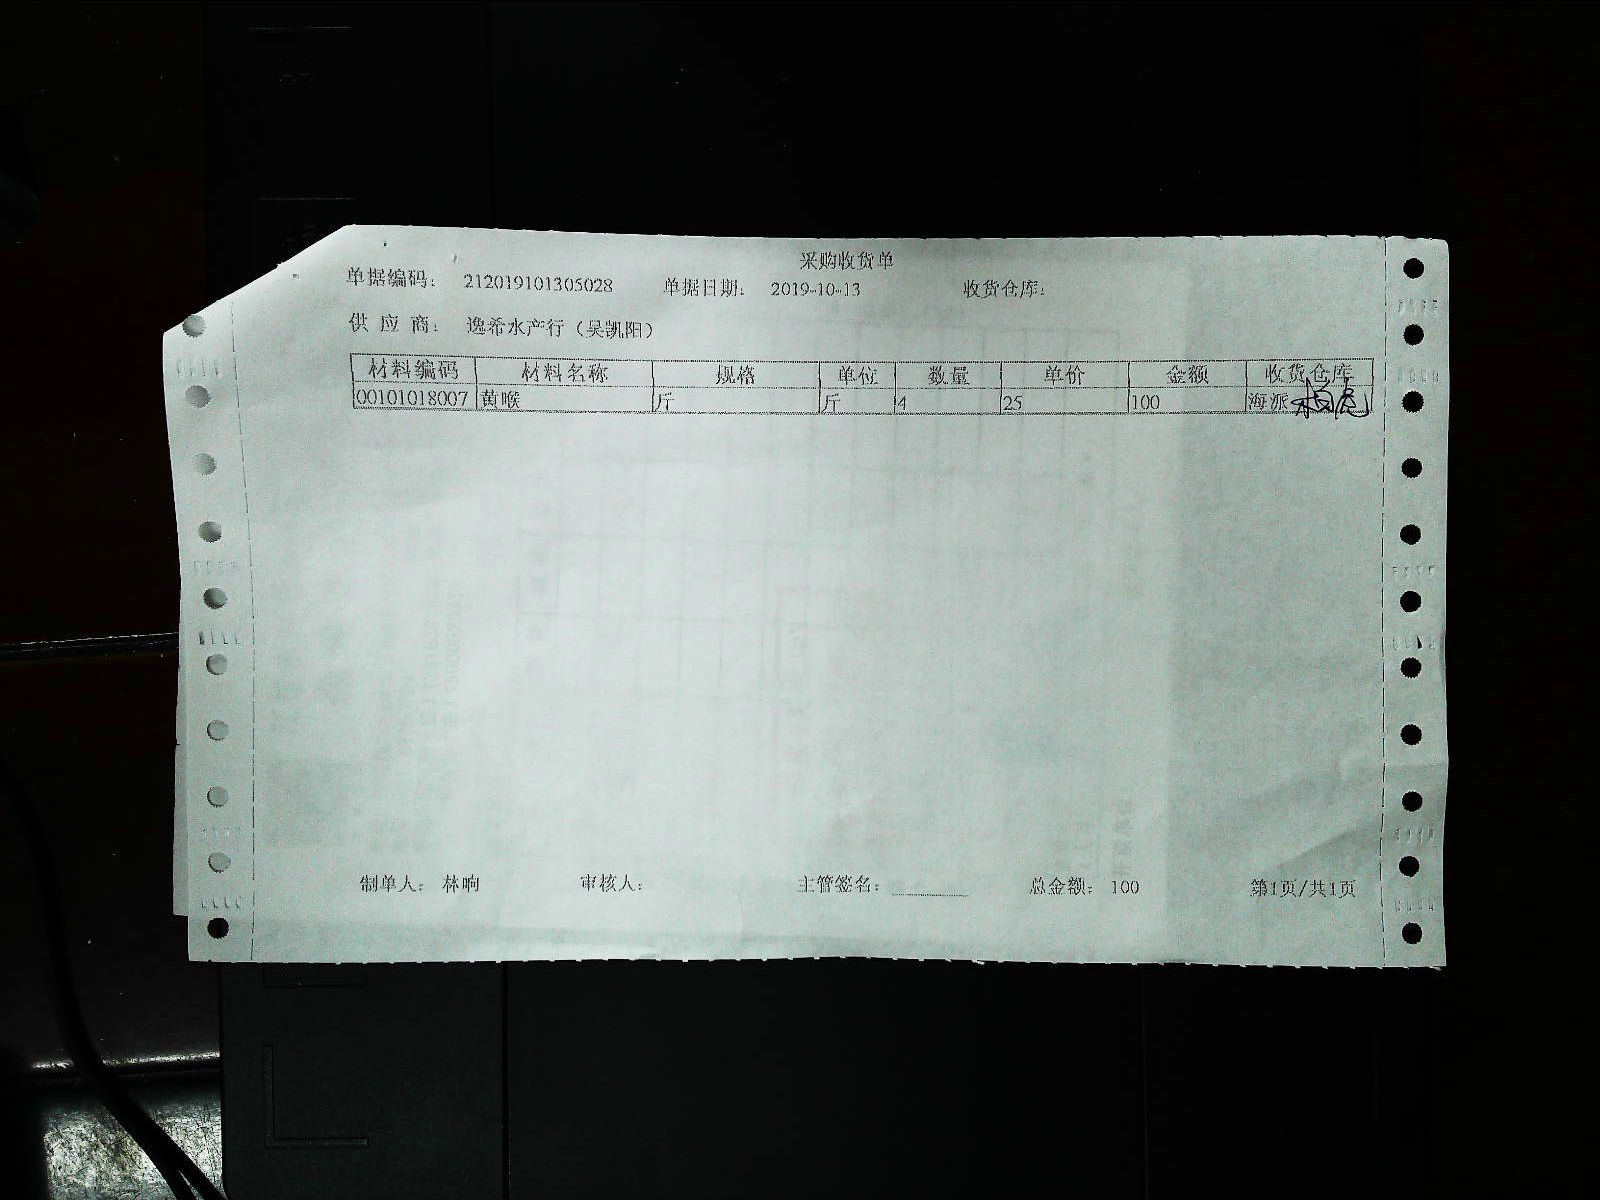 采购收货单
单据编码： 212019101305028 单据日期： 2019-10-13 收货仓库：
供 应 商： 逸希水产行（吴凯阳）
材料编码 材料名称 规格 单位 数量 单价 金额 收货仓库
00101018007 黄喉 斤 斤 4 25 100 海派
制单人： 林响 审核人： 主管签名： 总金额： 100 第1页/共1页